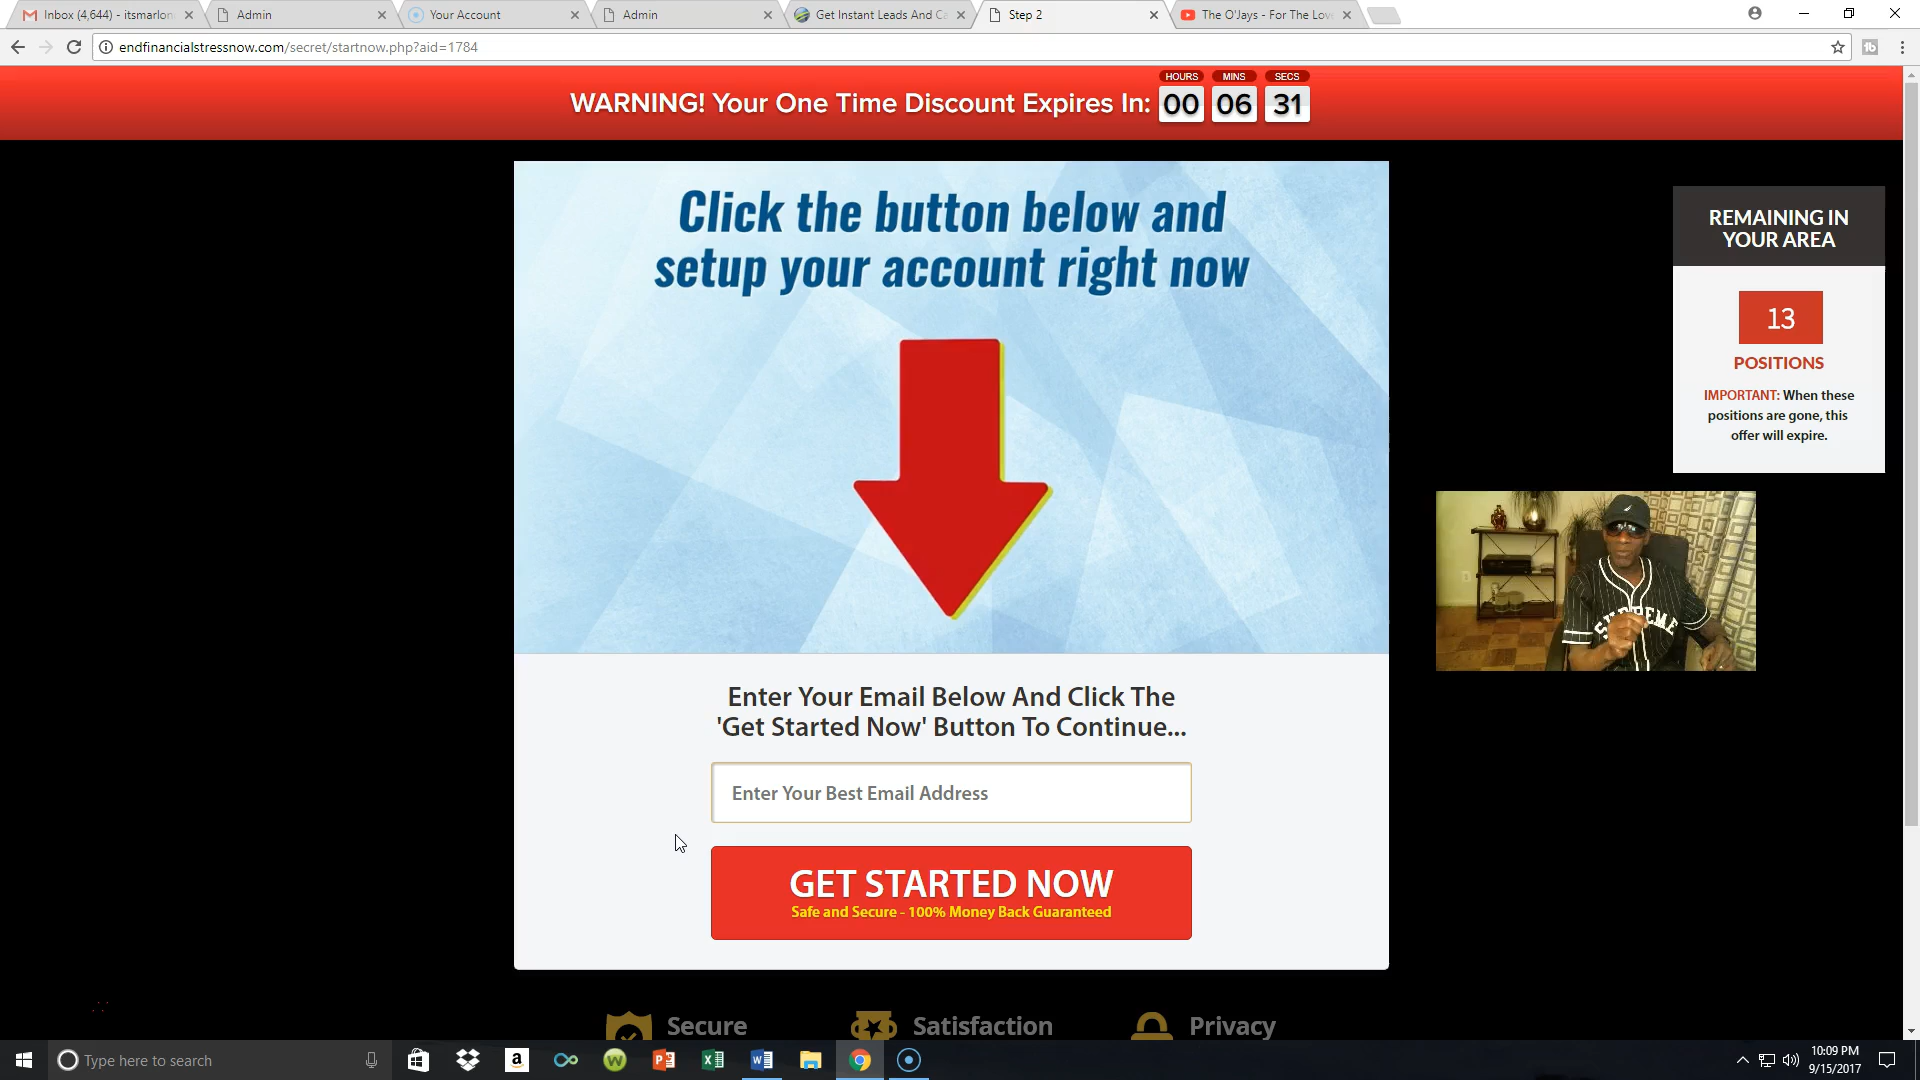 Inbox (4,644) - itsmarlon
Admin
Your Account
Admin
Get Instant Leads And Ca
Step 2
The O'Jays - For The Lov
endfinancialstressnow.com/secret/startnow.php?aid=1784
WARNING! Your One Time Discount Expires In:
HOURS MINS SECS
00 06 31
Click the button below and
setup your account right now
REMAINING IN
YOUR AREA
13
POSITIONS
IMPORTANT: When these
positions are gone, this
offer will expire.
SUPREME
Enter Your Email Below And Click The
'Get Started Now' Button To Continue...
Enter Your Best Email Address
GET STARTED NOW
Safe and Secure - 100% Money Back Guaranteed
Secure
Satisfaction
Privacy
Type here to search
10:09 PM
9/15/2017